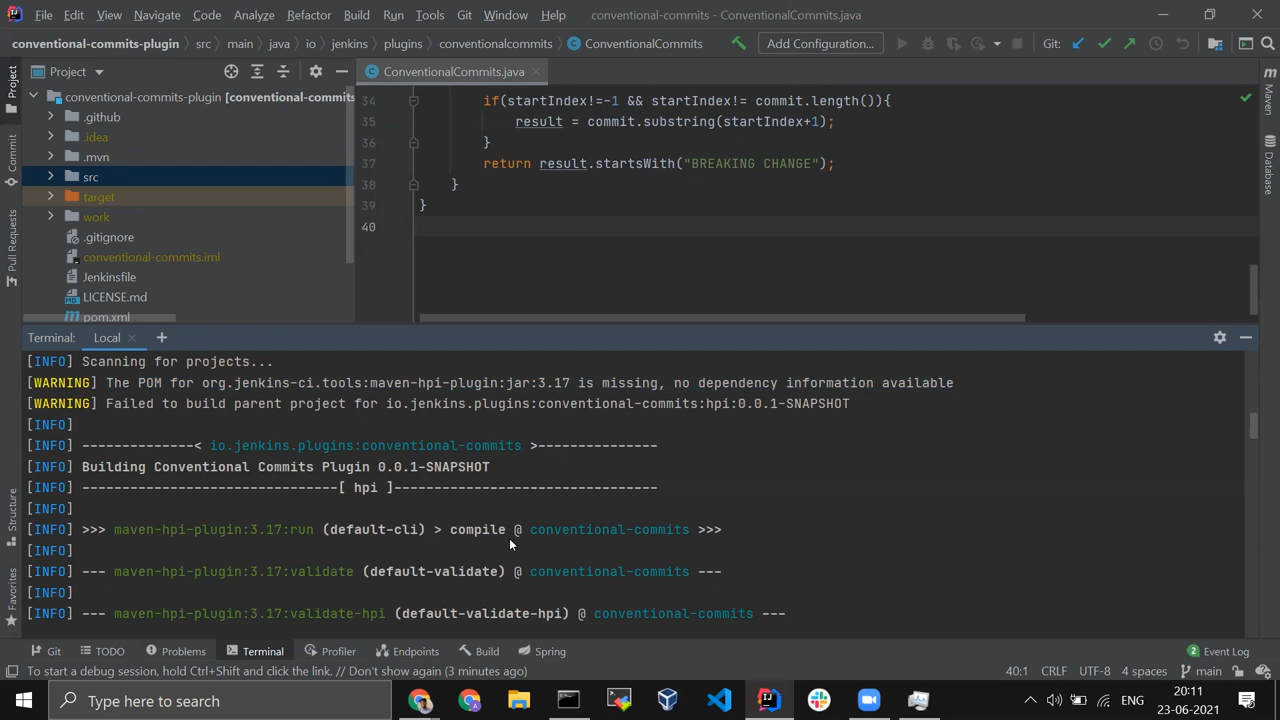 File Edit View Navigate Code Analyze Refactor Build Run Tools Git Window Help conventional-commits - ConventionalCommits.java
conventional-commits-plugin src main java io jenkins plugins conventionalcommits ConventionalCommits Add Configuration... Git:
Project
ConventionalCommits.java
conventional-commits-plugin [conventional-commits
.github
.idea
.mvn
src
target
work
.gitignore
conventional-commits.iml
Jenkinsfile
LICENSE.md
pom.xml
34 if(startIndex!=-1 && startIndex!= commit.length()){
35 result = commit.substring(startIndex+1);
36 }
37 return result.startsWith("BREAKING CHANGE");
38 }
39 }
40
Project
Commit
Pull Requests
Structure
Favorites
Maven
Database
Terminal: Local
[INFO] Scanning for projects...
[WARNING] The POM for org.jenkins-ci.tools:maven-hpi-plugin:jar:3.17 is missing, no dependency information available
[WARNING] Failed to build parent project for io.jenkins.plugins:conventional-commits:hpi:0.0.1-SNAPSHOT
[INFO]
[INFO] --------------< io.jenkins.plugins:conventional-commits >---------------
[INFO] Building Conventional Commits Plugin 0.0.1-SNAPSHOT
[INFO] --------------------------------[ hpi ]---------------------------------
[INFO]
[INFO] >>> maven-hpi-plugin:3.17:run (default-cli) > compile @ conventional-commits >>>
[INFO]
[INFO] --- maven-hpi-plugin:3.17:validate (default-validate) @ conventional-commits ---
[INFO]
[INFO] --- maven-hpi-plugin:3.17:validate-hpi (default-validate-hpi) @ conventional-commits ---
Git TODO Problems Terminal Profiler Endpoints Build Spring Event Log
To start a debug session, hold Ctrl+Shift and click the link. // Don't show again (3 minutes ago) 40:1 CRLF UTF-8 4 spaces main
Type here to search ENG 20:11
23-06-2021